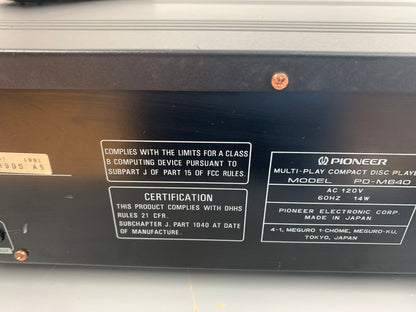 COMPLIES WITH THE LIMITS FOR A CLASS
B COMPUTING DEVICE PURSUANT TO
SUBPART J OF PART 15 OF FCC RULES.
CERTIFICATION
THIS PRODUCT COMPLIES WITH DHHS
RULES 21 CFR.
SUBCHAPTER J. PART 1040 AT DATE
OF MANUFACTURE.
PIONEER
MULTI-PLAY COMPACT DISC PLAYE
MODEL PD-M640
AC 120V
60HZ 14W
PIONEER ELECTRONIC CORP.
MADE IN JAPAN
4-1, MEGURO 1-CHOME, MEGURO-KU,
TOKYO, JAPAN